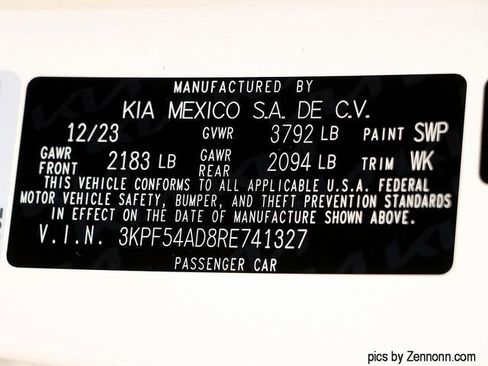 MANUFACTURED BY
KIA MEXICO S.A. DE C.V.
12/23 GVWR 3792 LB PAINT SWP
GAWR FRONT 2183 LB GAWR REAR 2094 LB TRIM WK
THIS VEHICLE CONFORMS TO ALL APPLICABLE U.S.A. FEDERAL
MOTOR VEHICLE SAFETY, BUMPER, AND THEFT PREVENTION STANDARDS
IN EFFECT ON THE DATE OF MANUFACTURE SHOWN ABOVE.
V.I.N. 3KPF54AD8RE741327
PASSENGER CAR
pics by Zennonn.com